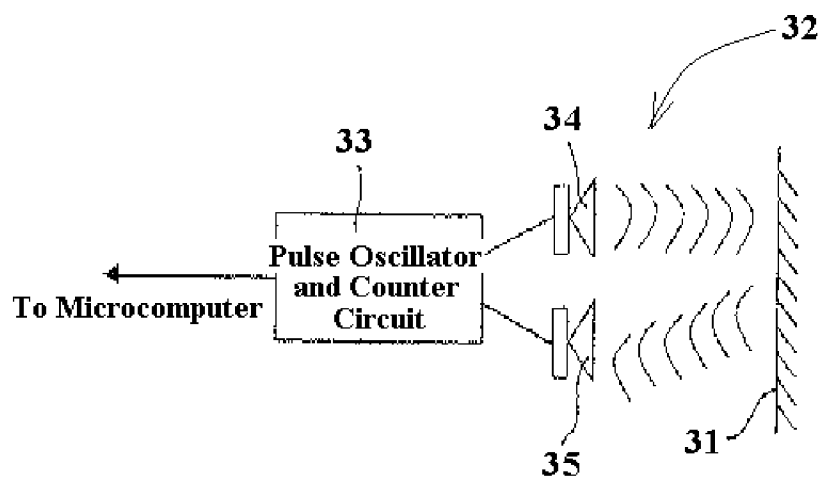 32
34
33
Pulse Oscillator
and Counter
Circuit
To Microcomputer
31
35